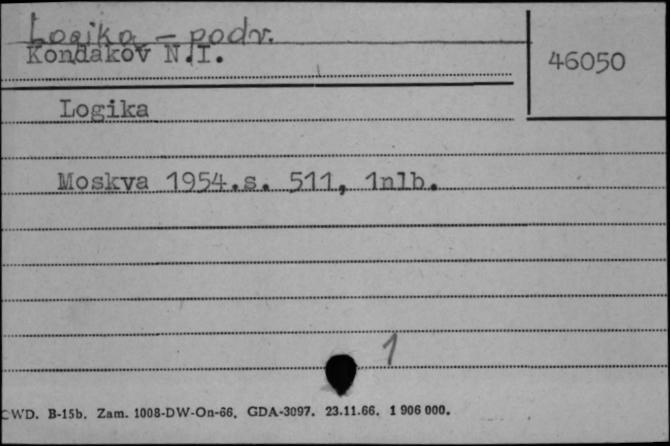 Logika - podr.
Kondakov N.I.
46050
Logika
Moskva 1954.s. 511, 1nlb.
1
CWD. B-15b. Zam. 1008-DW-On-66. GDA-3097. 23.11.66. 1 906 000.